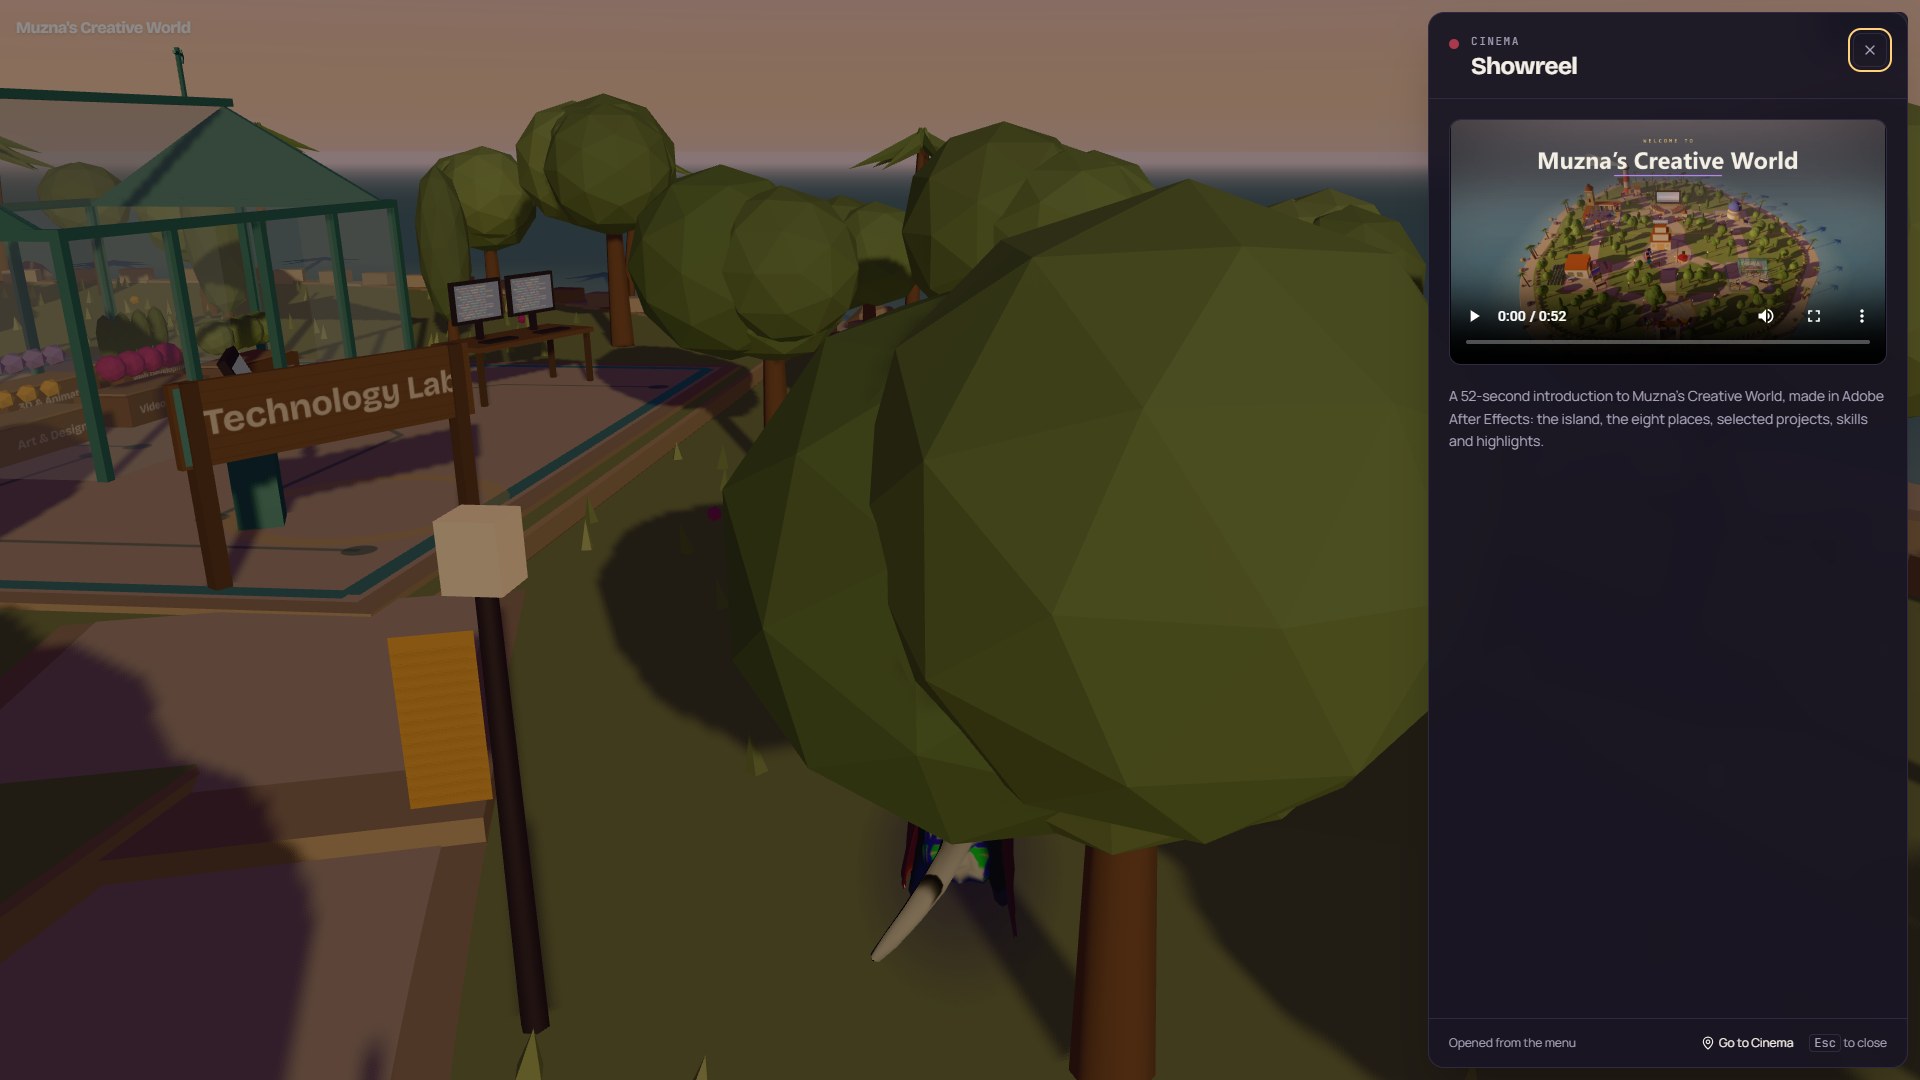 Muzna's Creative World
Technology Lab
Video
Art & Design
CINEMA
Showreel
WELCOME TO
Muzna's Creative World
0:00 / 0:52
A 52-second introduction to Muzna's Creative World, made in Adobe
After Effects: the island, the eight places, selected projects, skills
and highlights.
Opened from the menu
Go to Cinema
Esc to close